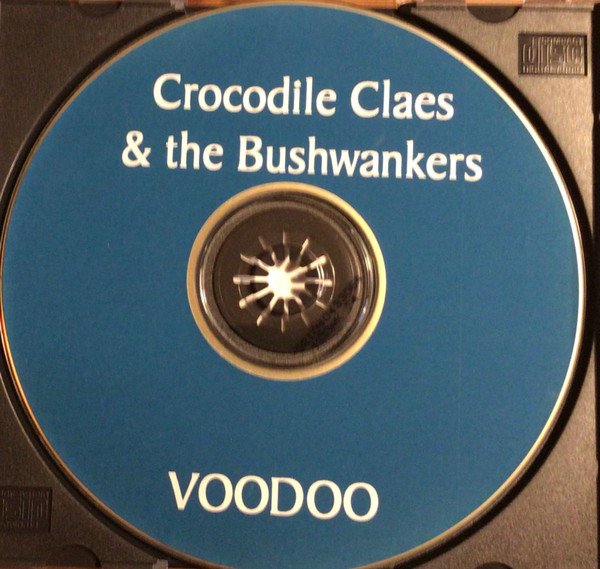 Crocodile Claes
& the Bushwankers
VOODOO